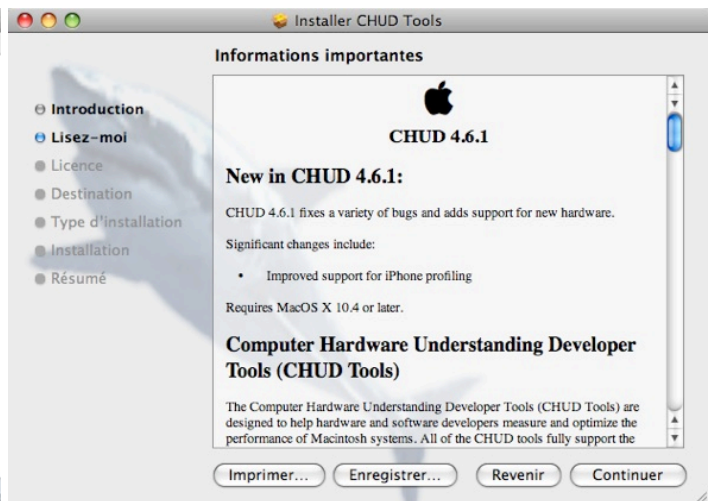 Installer CHUD Tools
Informations importantes
Introduction
Lisez-moi
Licence
Destination
Type d'installation
Installation
Résumé
CHUD 4.6.1
New in CHUD 4.6.1:
CHUD 4.6.1 fixes a variety of bugs and adds support for new hardware.
Significant changes include:
• Improved support for iPhone profiling
Requires MacOS X 10.4 or later.
Computer Hardware Understanding Developer
Tools (CHUD Tools)
The Computer Hardware Understanding Developer Tools (CHUD Tools) are
designed to help hardware and software developers measure and optimize the
performance of Macintosh systems. All of the CHUD tools fully support the
Imprimer... Enregistrer... Revenir Continuer